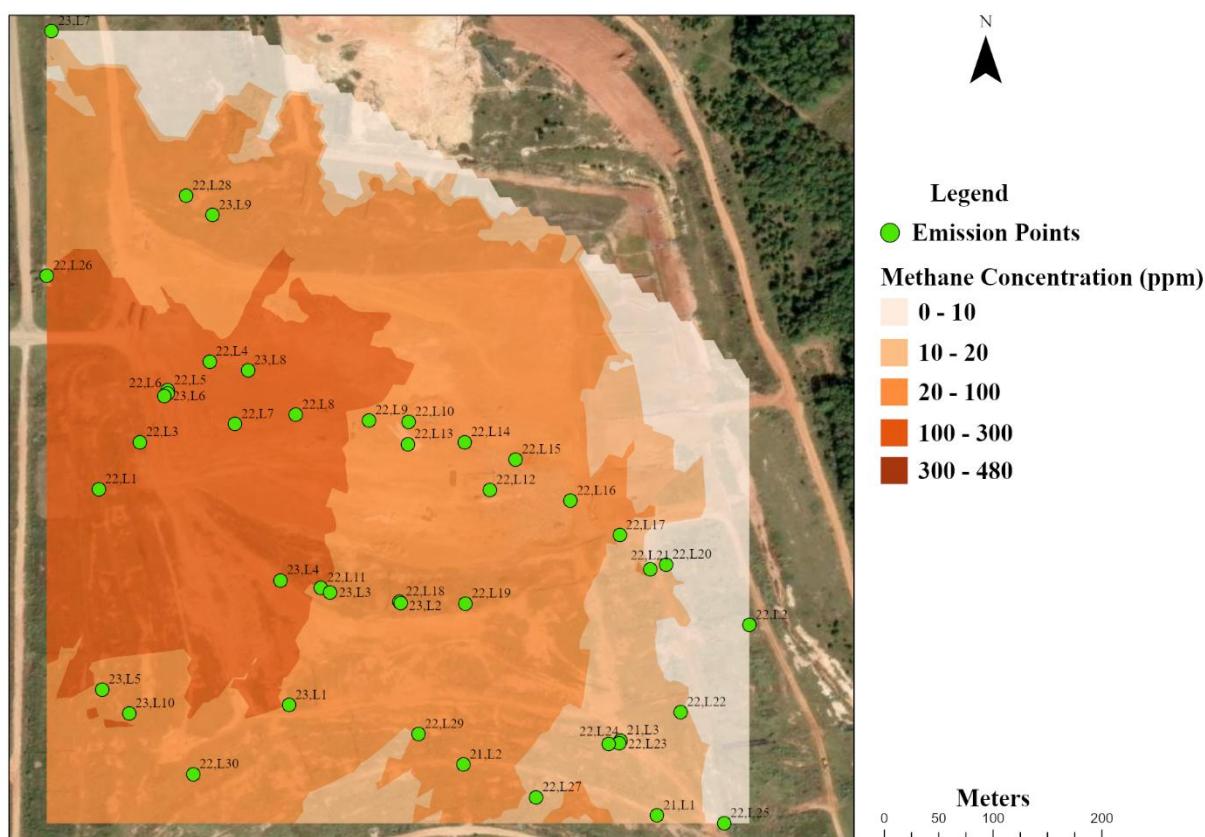 23,L7
N
22,L28
23,L9
Legend
Emission Points
22,L26
Methane Concentration (ppm)
0 - 10
10 - 20
22,L4
23,L8
20 - 100
22,L6
22,L5
23,L6
22,L7
22,L8
22,L9
22,L10
100 - 300
22,L3
22,L13
22,L14
300 - 480
22,L15
22,L1
22,L12
22,L16
22,L17
22,L21
22,L20
23,L4
22,L11
23,L3
22,L18
23,L2
22,L19
22,L2
23,L5
23,L10
23,L1
22,L22
22,L29
22,L24
21,L3
22,L23
21,L2
22,L30
22,L27
21,L1
22,L25
Meters
0 50 100 200